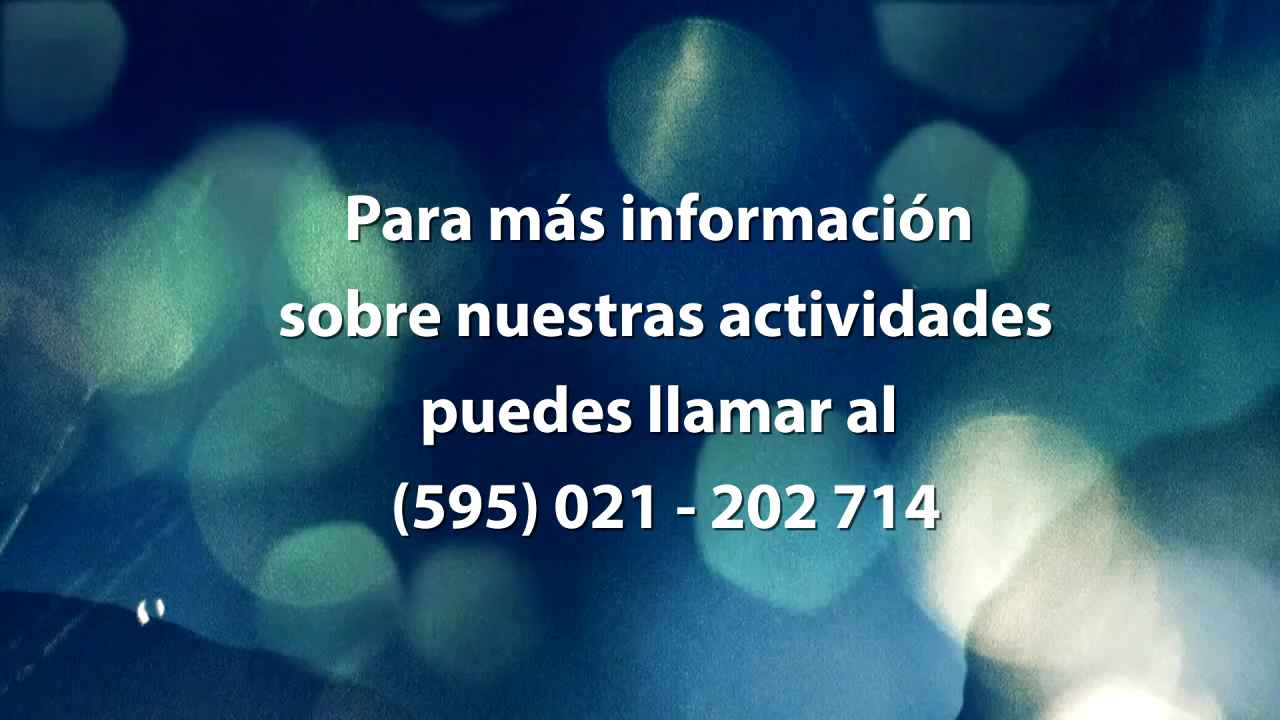 Para más información
sobre nuestras actividades
puedes llamar al
(595) 021 - 202 714